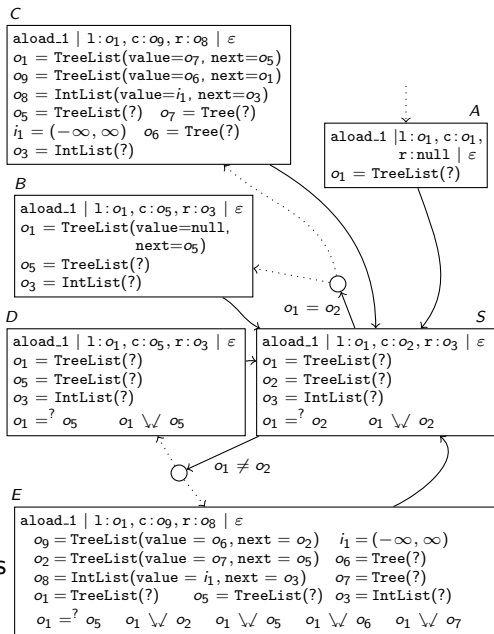 C
aload_1 | l:o₁, c:o₉, r:o₈ | ε
o₁ = TreeList(value=o₇, next=o₅)
o₉ = TreeList(value=o₆, next=o₁)
o₈ = IntList(value=i₁, next=o₃)
o₅ = TreeList(?) o₇ = Tree(?)
i₁ = (−∞, ∞) o₆ = Tree(?)
o₃ = IntList(?)
A
aload_1 |l:o₁, c:o₁,
r:null | ε
o₁ = TreeList(?)
B
aload_1 | l:o₁, c:o₅, r:o₃ | ε
o₁ = TreeList(value=null,
next=o₅)
o₅ = TreeList(?)
o₃ = IntList(?)
o₁ = o₂
D
aload_1 | l:o₁, c:o₅, r:o₃ | ε
o₁ = TreeList(?)
o₅ = TreeList(?)
o₃ = IntList(?)
o₁ =? o₅ o₁ \,/ o₅
S
aload_1 | l:o₁, c:o₂, r:o₃ | ε
o₁ = TreeList(?)
o₂ = TreeList(?)
o₃ = IntList(?)
o₁ =? o₂ o₁ \,/ o₂
o₁ ≠ o₂
E
aload_1 | l:o₁, c:o₉, r:o₈ | ε
o₉ = TreeList(value = o₆, next = o₂) i₁ = (−∞, ∞)
o₂ = TreeList(value = o₇, next = o₅) o₆ = Tree(?)
o₈ = IntList(value = i₁, next = o₃) o₇ = Tree(?)
o₁ = TreeList(?) o₅ = TreeList(?) o₃ = IntList(?)
o₁ =? o₅ o₁ \,/ o₂ o₁ \,/ o₅ o₁ \,/ o₆ o₁ \,/ o₇
s